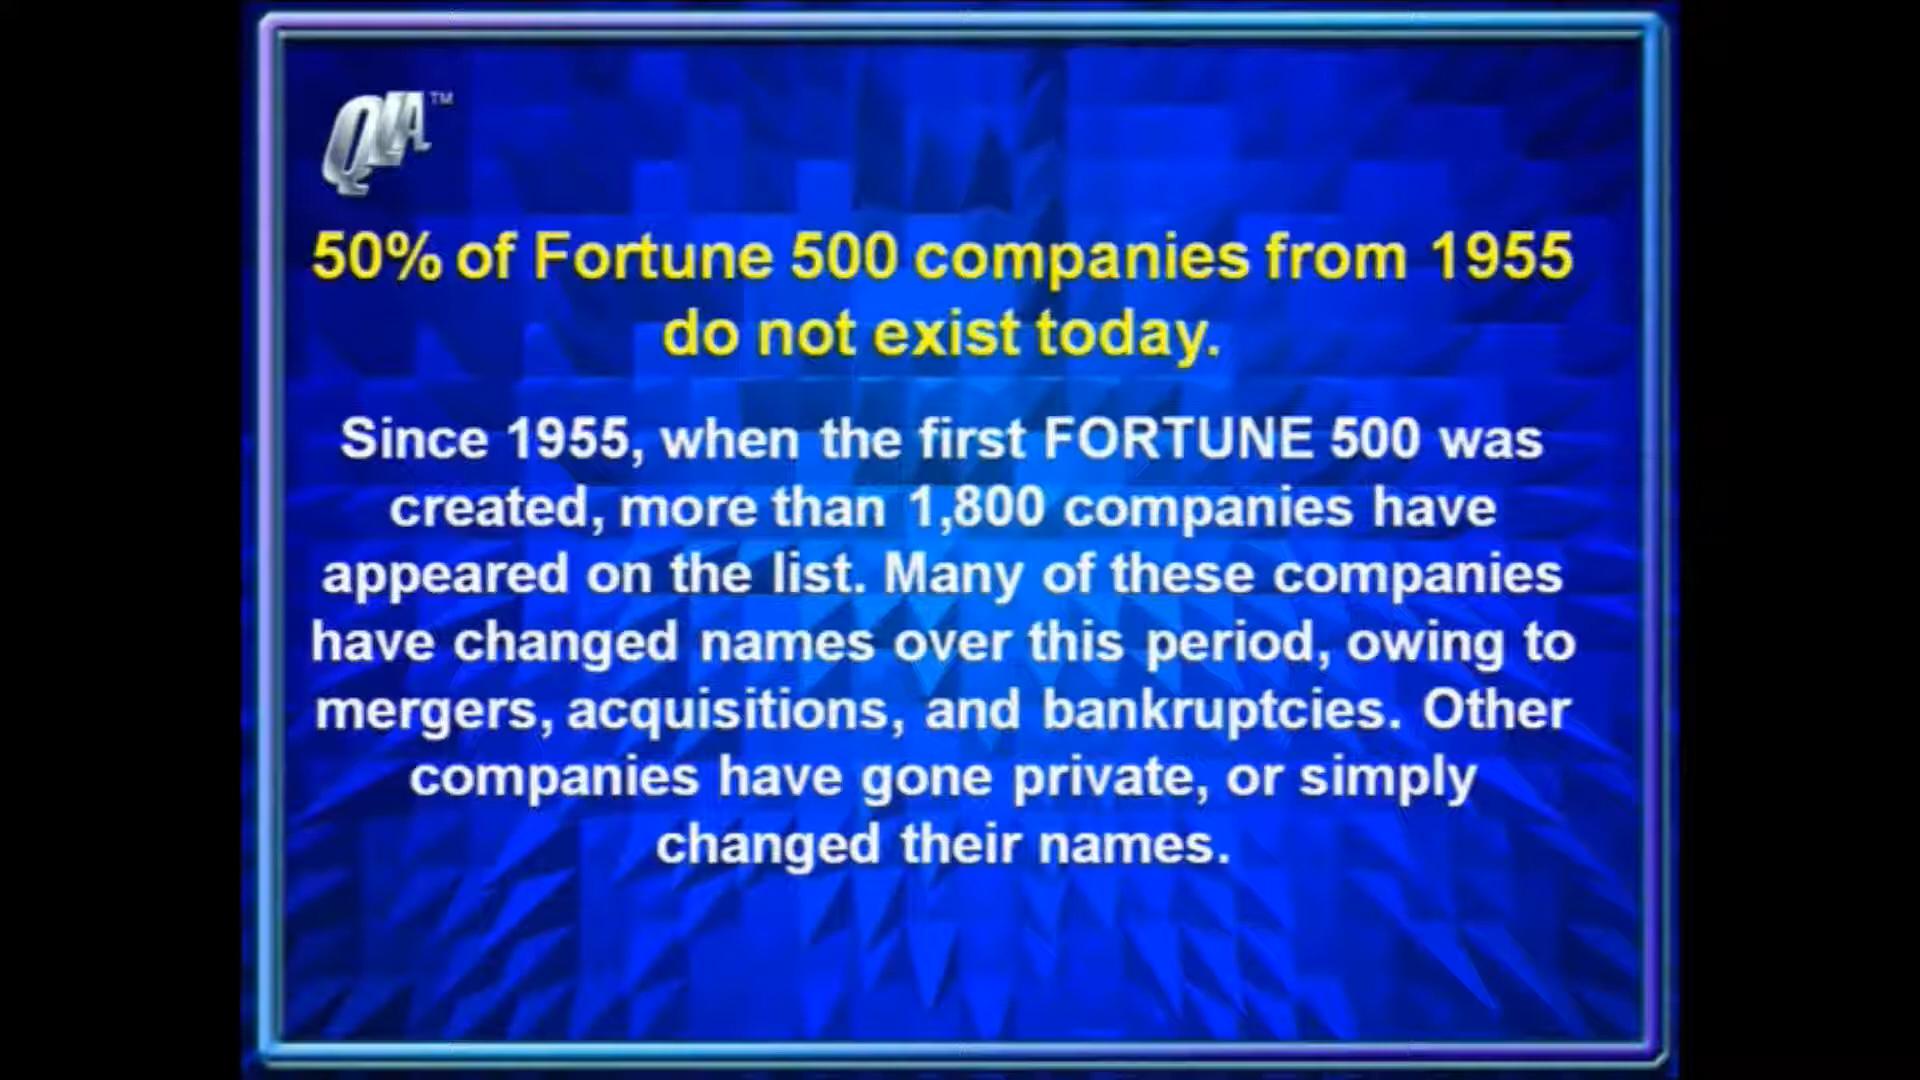 QLA™
50% of Fortune 500 companies from 1955
do not exist today.
Since 1955, when the first FORTUNE 500 was
created, more than 1,800 companies have
appeared on the list. Many of these companies
have changed names over this period, owing to
mergers, acquisitions, and bankruptcies. Other
companies have gone private, or simply
changed their names.